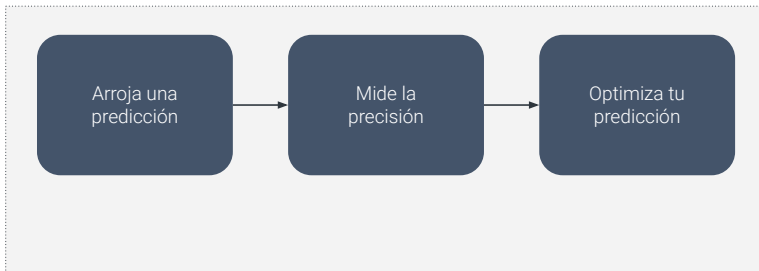 Arroja una
predicción
Mide la
precisión
Optimiza tu
predicción